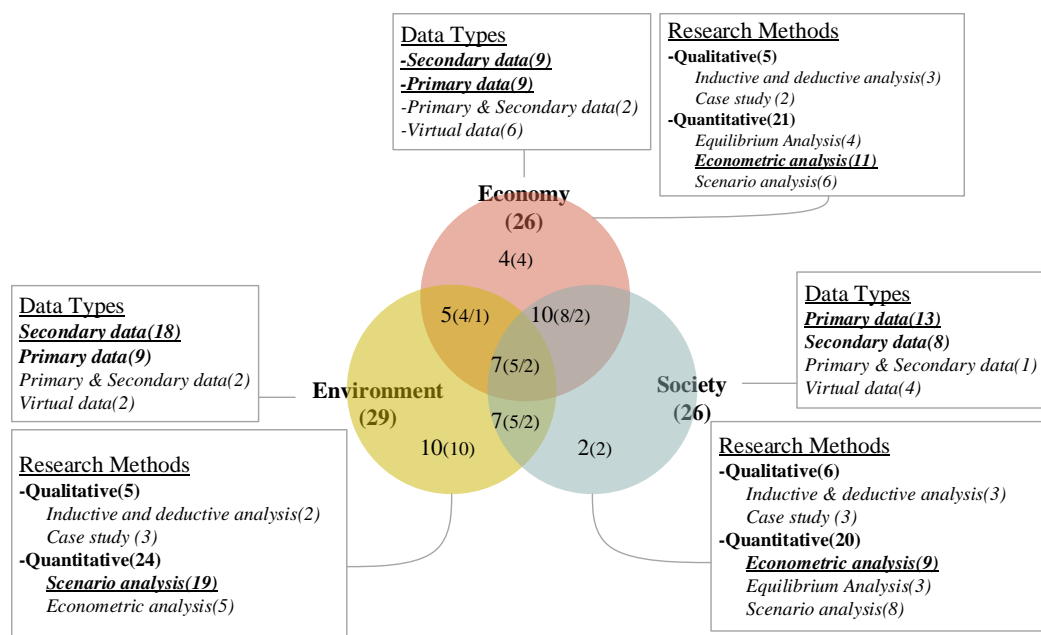 Data Types
-Secondary data(9)
-Primary data(9)
-Primary & Secondary data(2)
-Virtual data(6)
Research Methods
-Qualitative(5)
Inductive and deductive analysis(3)
Case study (2)
-Quantitative(21)
Equilibrium Analysis(4)
Econometric analysis(11)
Scenario analysis(6)
Economy
(26)
4(4)
5(4/1)
10(8/2)
7(5/2)
Environment
(29)
Society
(26)
7(5/2)
10(10)
2(2)
Data Types
Secondary data(18)
Primary data(9)
Primary & Secondary data(2)
Virtual data(2)
Data Types
Primary data(13)
Secondary data(8)
Primary & Secondary data(1)
Virtual data(4)
Research Methods
-Qualitative(5)
Inductive and deductive analysis(2)
Case study (3)
-Quantitative(24)
Scenario analysis(19)
Econometric analysis(5)
Research Methods
-Qualitative(6)
Inductive & deductive analysis(3)
Case study (3)
-Quantitative(20)
Econometric analysis(9)
Equilibrium Analysis(3)
Scenario analysis(8)